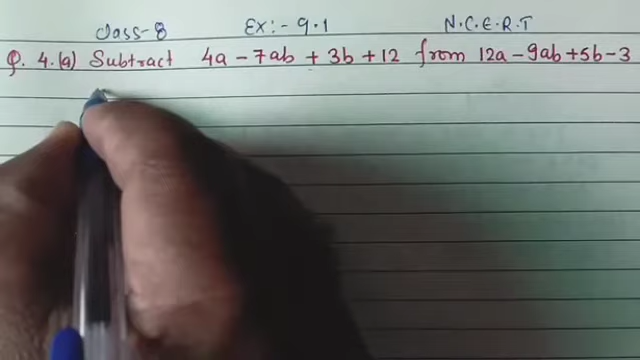 Class-8 Ex:- 9.1 N.C.E.R.T
Q. 4.(a) Subtract 4a - 7ab + 3b + 12 from 12a - 9ab + 5b - 3